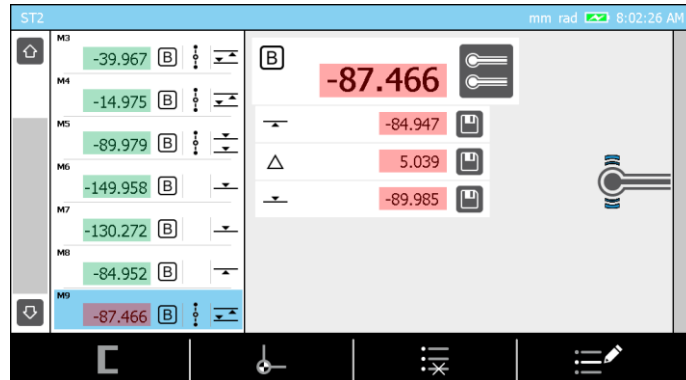 ST2 mm rad 8:02:26 AM
M3
-39.967 B
M4
-14.975 B
M5
-89.979 B
M6
-149.958 B
M7
-130.272 B
M8
-84.952 B
M9
-87.466 B
B
-87.466
-84.947
5.039
-89.985